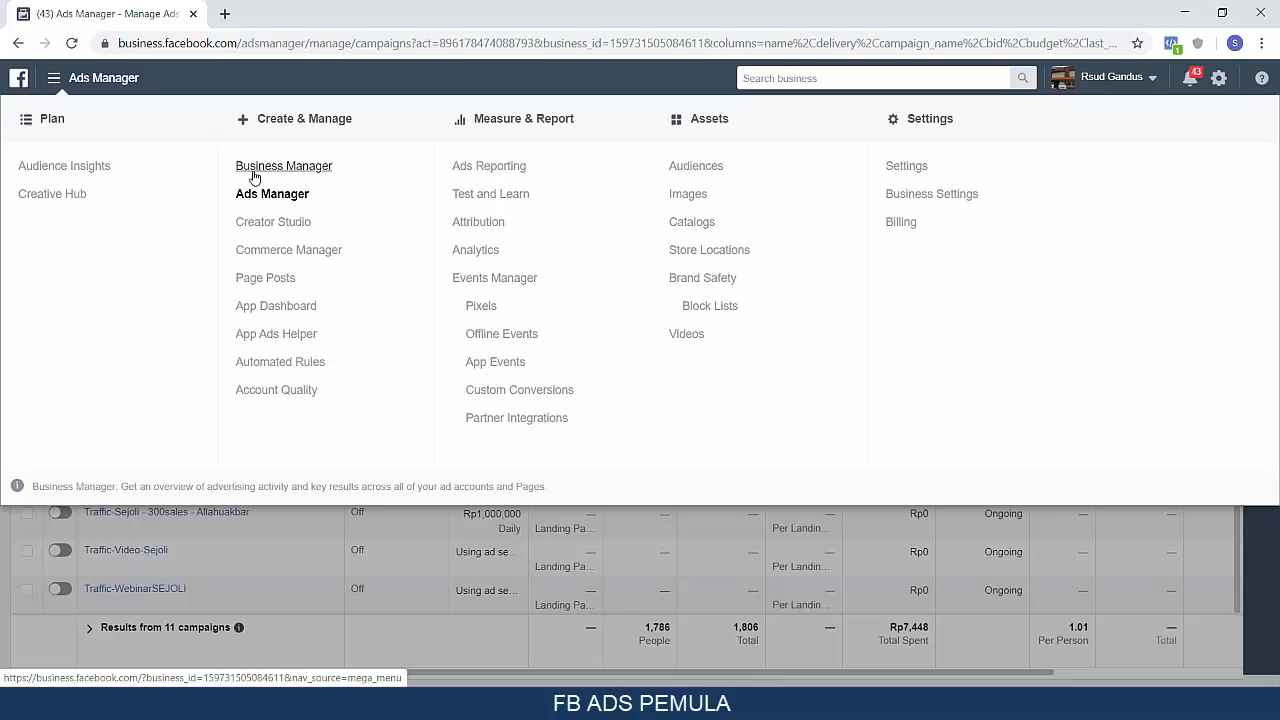 (43) Ads Manager - Manage Ads
business.facebook.com/adsmanager/manage/campaigns?act=896178474088793&business_id=159731505084611&columns=name%2Cdelivery%2Ccampaign_name%2Cbid%2Cbudget%2Clast_...
1
S
Ads Manager
Search business
Rsud Gandus
43
Plan
Create & Manage
Measure & Report
Assets
Settings
Audience Insights
Creative Hub
Business Manager
Ads Manager
Creator Studio
Commerce Manager
Page Posts
App Dashboard
App Ads Helper
Automated Rules
Account Quality
Ads Reporting
Test and Learn
Attribution
Analytics
Events Manager
Pixels
Offline Events
App Events
Custom Conversions
Partner Integrations
Audiences
Images
Catalogs
Store Locations
Brand Safety
Block Lists
Videos
Settings
Business Settings
Billing
Business Manager: Get an overview of advertising activity and key results across all of your ad accounts and Pages.
Traffic-Sejoli - 300sales - Allahuakbar Off Rp1,000,000 — — — — Rp0 Ongoing — —
Daily Landing Pa... Per Landin...
Traffic-Video-Sejoli Off Using ad se... — — — — Rp0 Ongoing — —
Landing Pa... Per Landin...
Traffic-WebinarSEJOLI Off Using ad se... — — — — Rp0 Ongoing — —
Landing Pa... Per Landin...
Results from 11 campaigns — 1,786 1,806 — Rp7,448 1.01 —
People Total Total Spent Per Person Total
https://business.facebook.com/?business_id=159731505084611&nav_source=mega_menu
FB ADS PEMULA